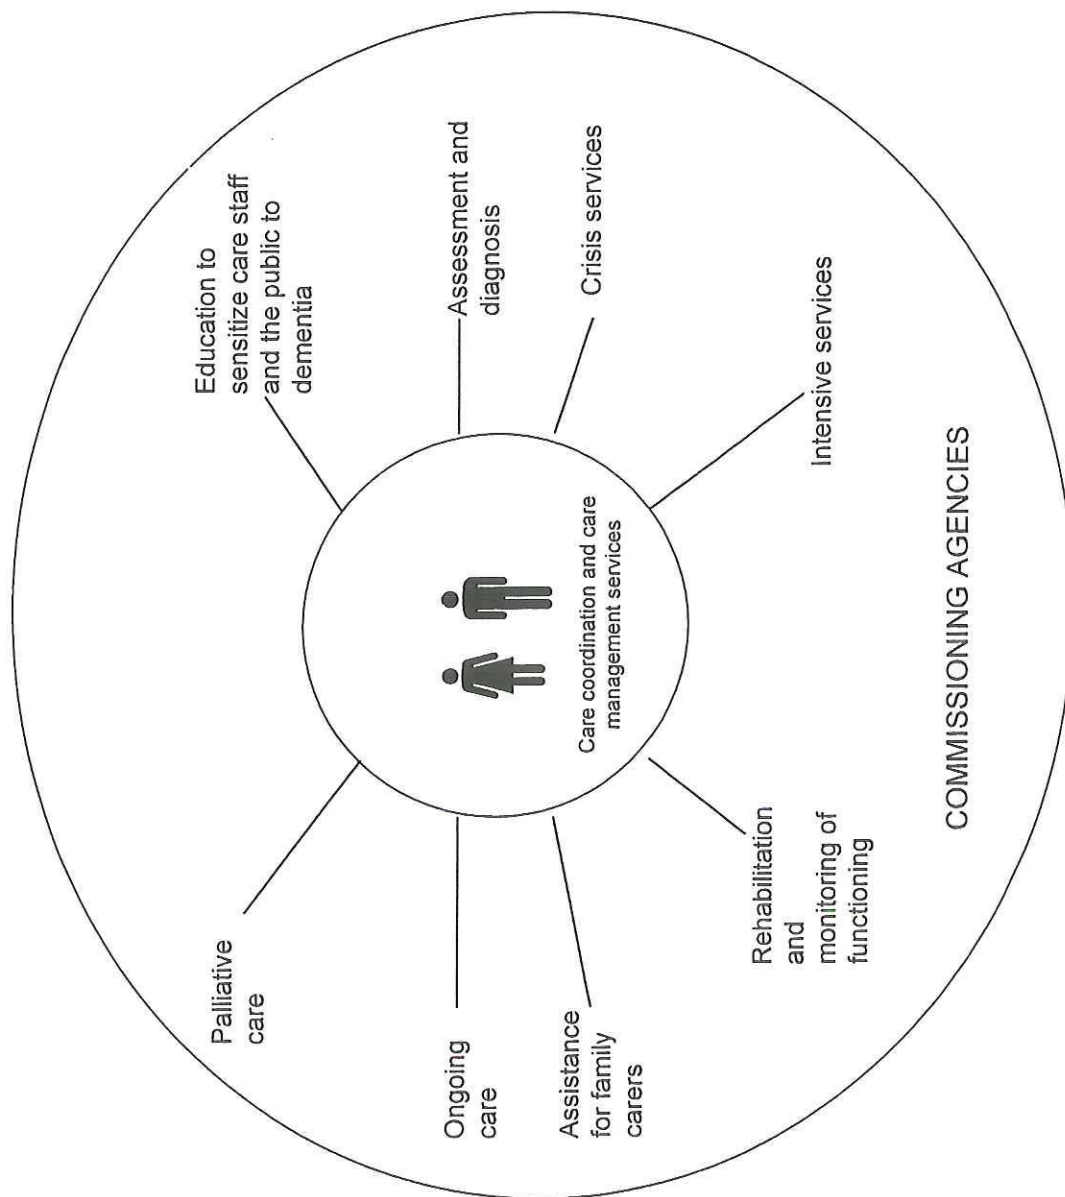 Education to
sensitize care staff
and the public to
dementia
Assessment and
diagnosis
Crisis services
Intensive services
Palliative
care
Ongoing
care
Assistance
for family
carers
Rehabilitation
and
monitoring of
functioning
Care coordination and care
management services
COMMISSIONING AGENCIES